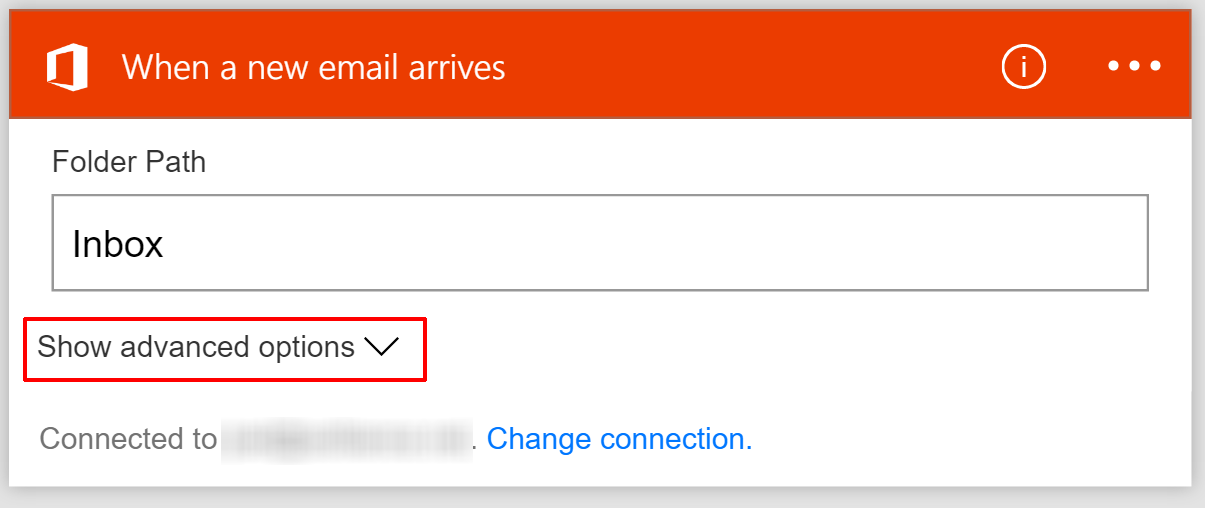 When a new email arrives
Folder Path
Inbox
Show advanced options
Connected to . Change connection.